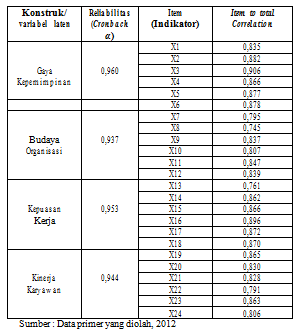 Konstruk/ variabel laten Reliabilitas (Cronbach α) Item (Indikator) Item to total Correlation
Gaya Kepemimpinan 0,960
X1 0,835
X2 0,882
X3 0,906
X4 0,866
X5 0,877
X6 0,878
Budaya Organisasi 0,937
X7 0,795
X8 0,745
X9 0,837
X10 0,807
X11 0,847
X12 0,839
Kepuasan Kerja 0,953
X13 0,761
X14 0,862
X15 0,866
X16 0,896
X17 0,872
X18 0,870
Kinerja Karyawan 0,944
X19 0,865
X20 0,830
X21 0,828
X22 0,791
X23 0,863
X24 0,806
Sumber : Data primer yang diolah, 2012